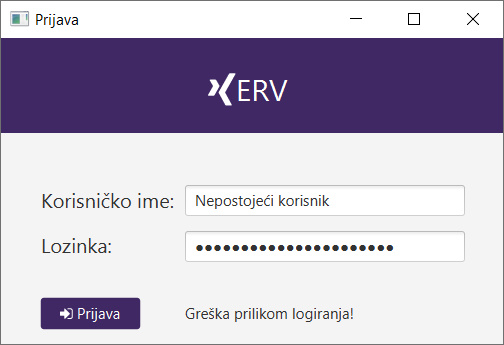 Prijava
ERV
Korisničko ime: Nepostojeći korisnik
Lozinka: ●●●●●●●●●●●●●●●●●●●●●●
Prijava Greška prilikom logiranja!